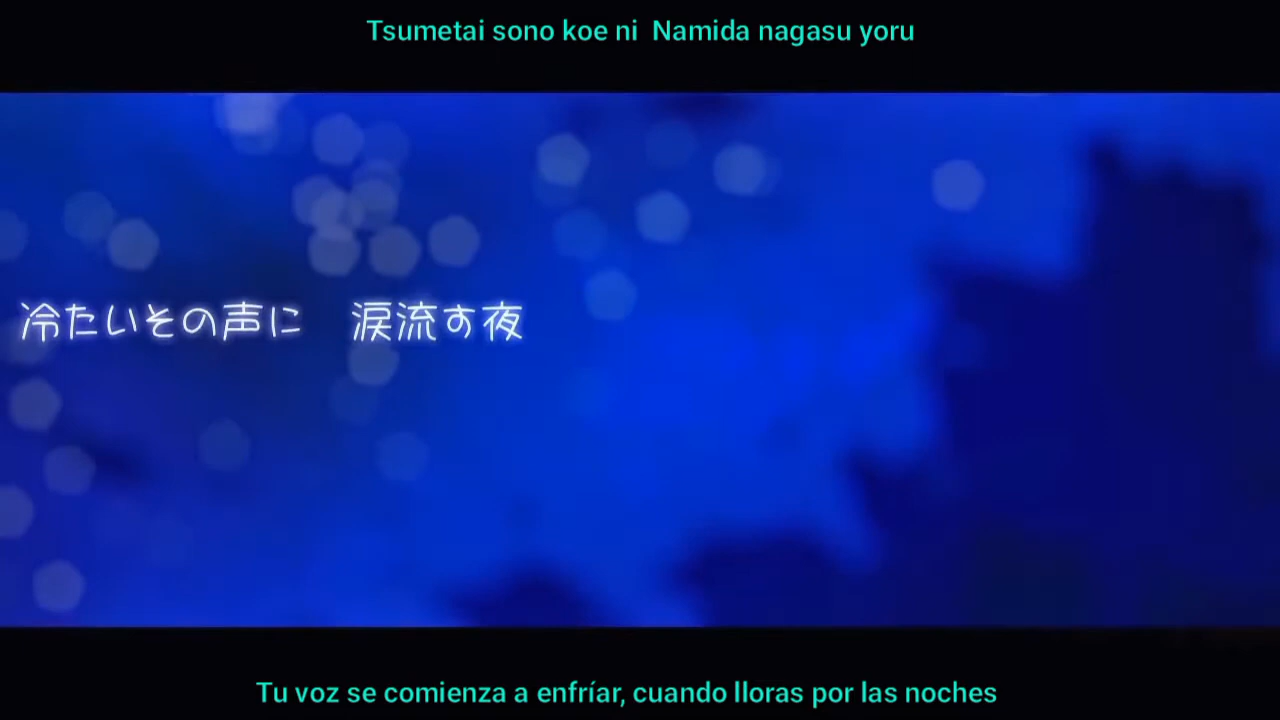 Tsumetai sono koe ni  Namida nagasu yoru
冷たいその声に　涙流す夜
Tu voz se comienza a enfríar, cuando lloras por las noches